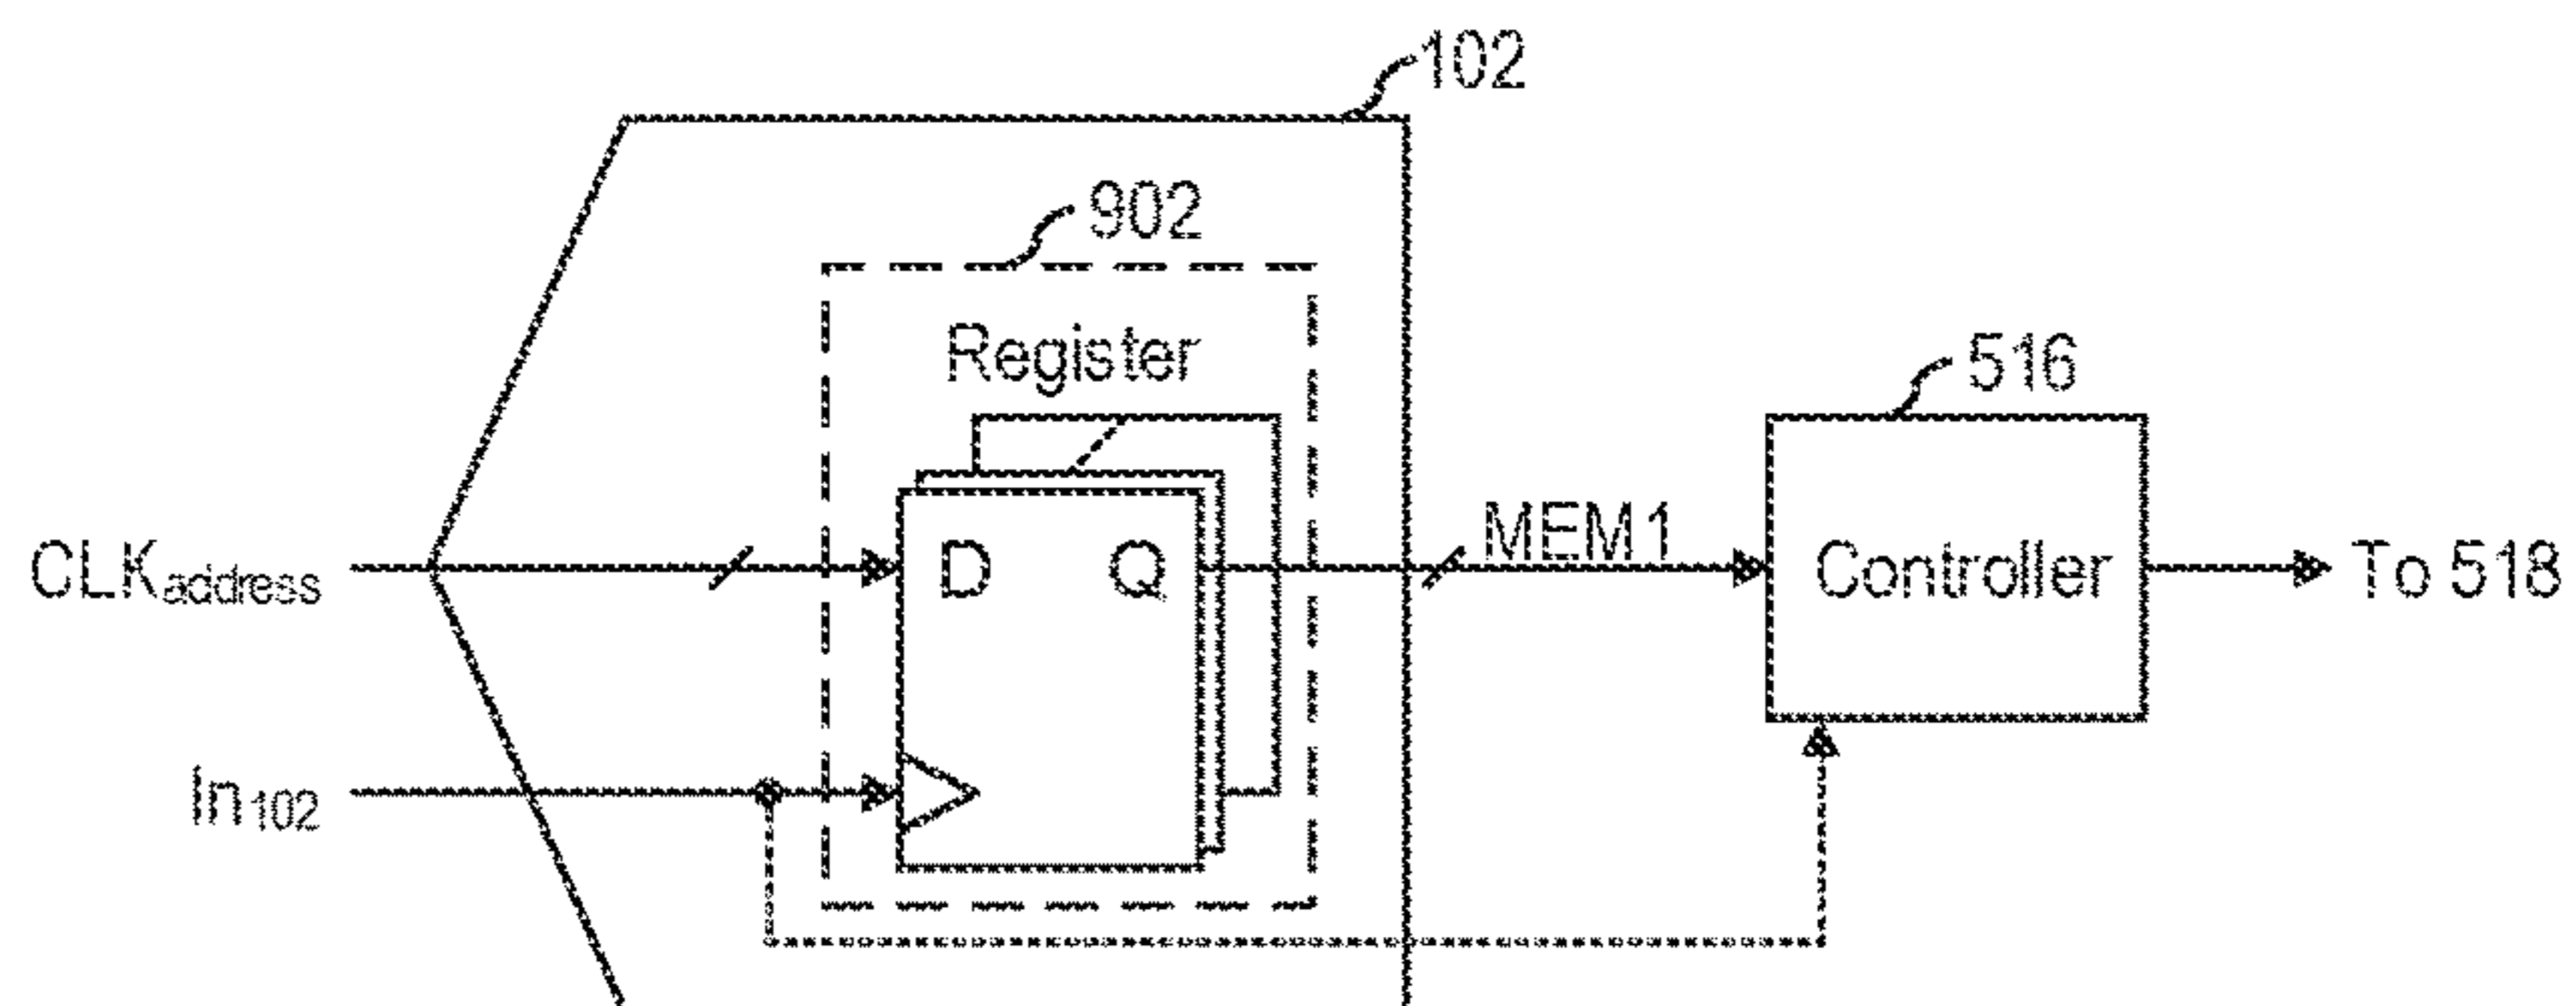 102
902
Register
516
CLKaddress
D Q
MEM1
Controller
To 518
In102